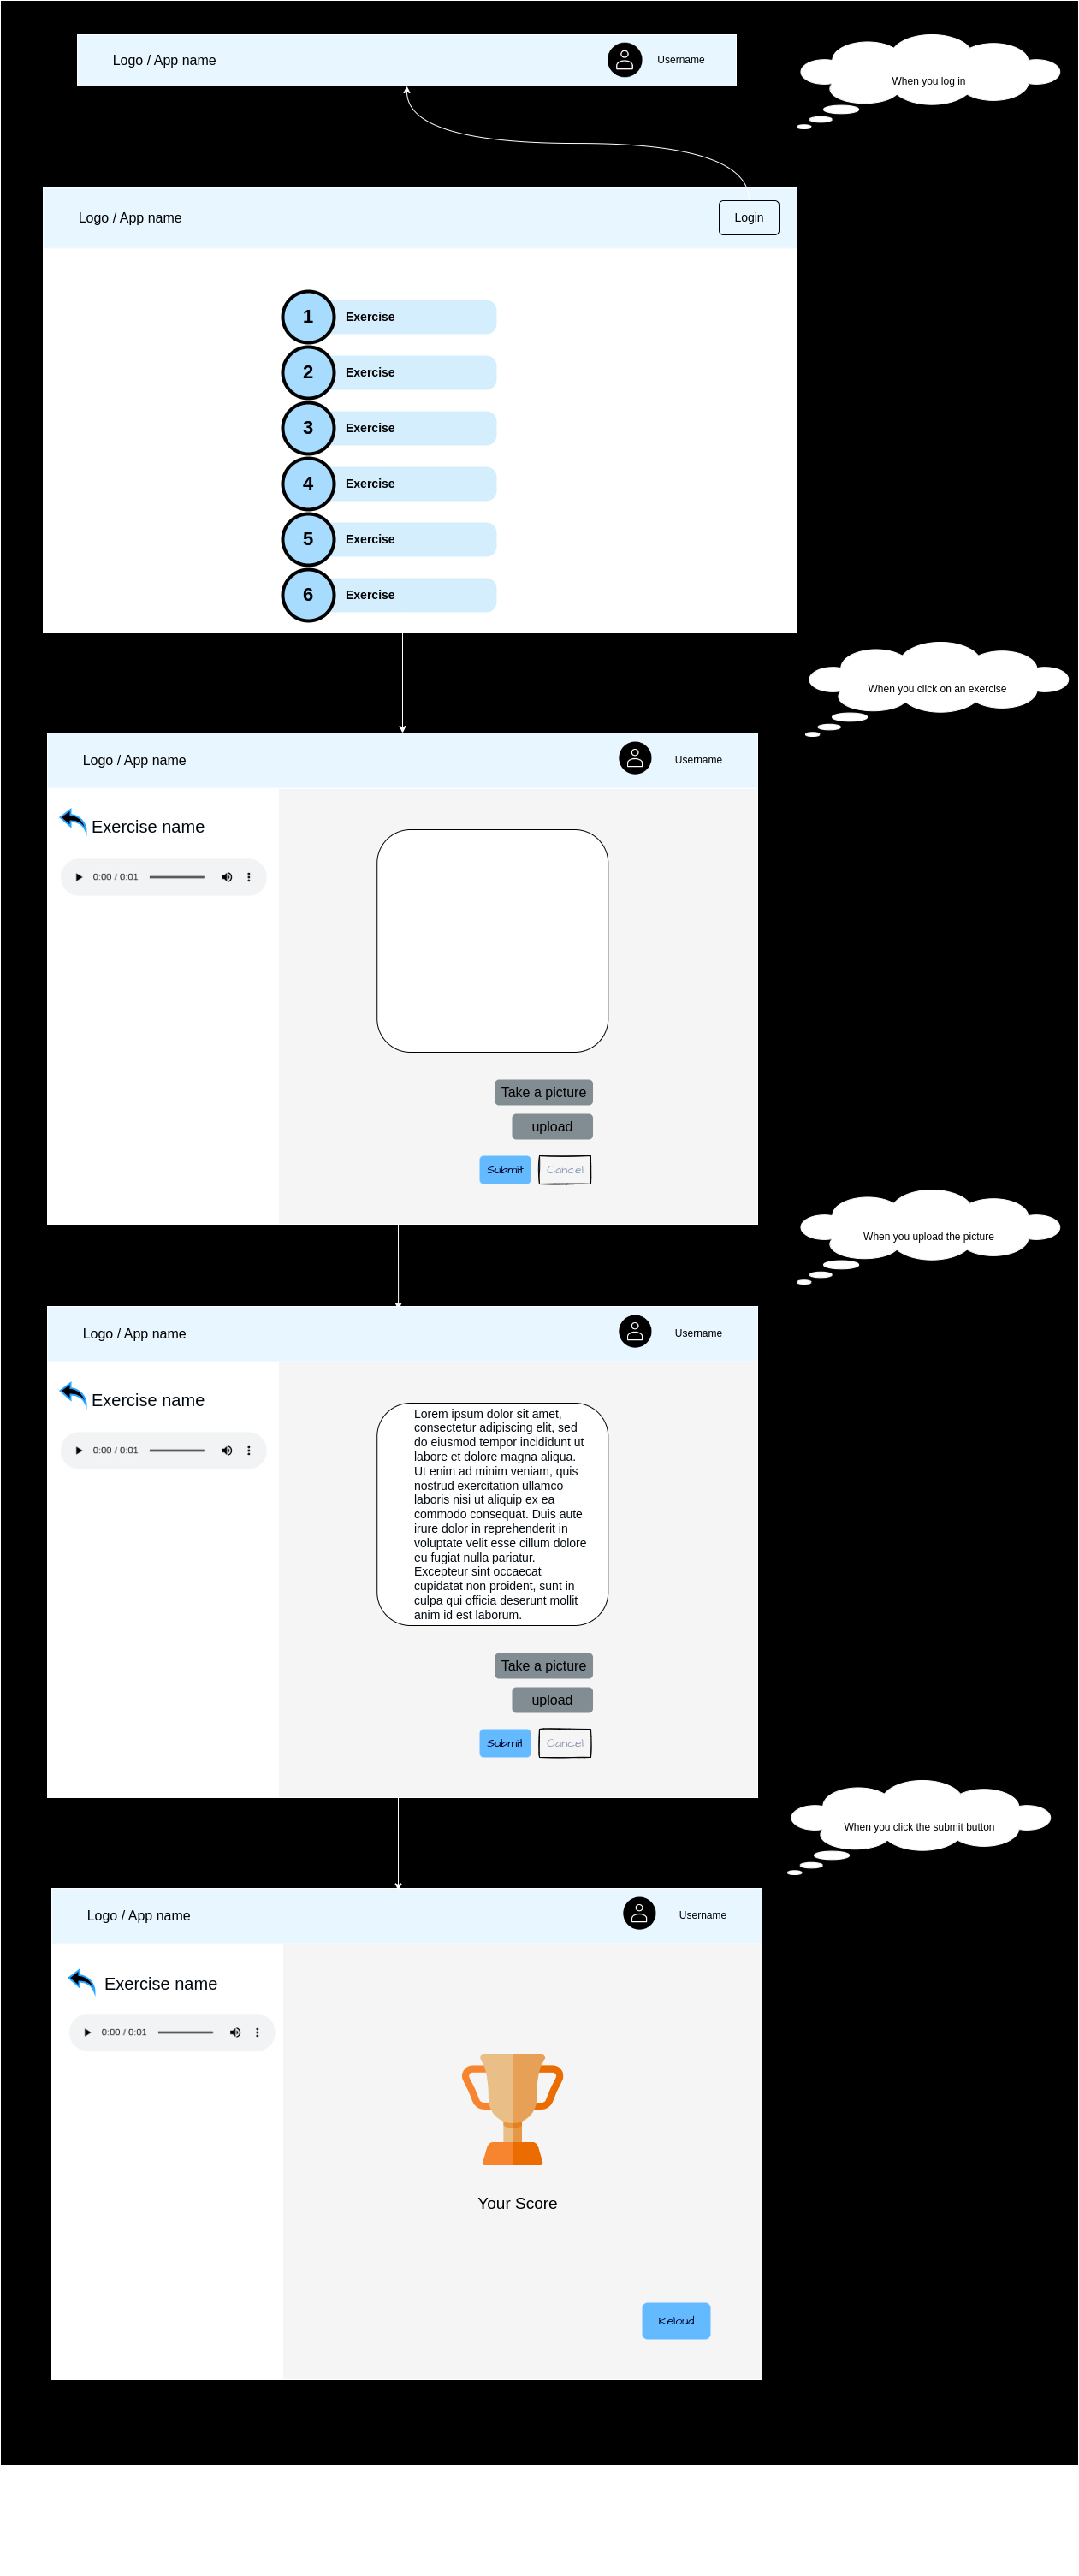 Logo / App name
Username
When you log in
Logo / App name
Login
1
Exercise
2
Exercise
3
Exercise
4
Exercise
5
Exercise
6
Exercise
When you click on an exercise
Logo / App name
Username
Exercise name
0:00 / 0:01
Take a picture
upload
Submit
Cancel
When you upload the picture
Logo / App name
Username
Exercise name
0:00 / 0:01
Lorem ipsum dolor sit amet,
consectetur adipiscing elit, sed
do eiusmod tempor incididunt ut
labore et dolore magna aliqua.
Ut enim ad minim veniam, quis
nostrud exercitation ullamco
laboris nisi ut aliquip ex ea
commodo consequat. Duis aute
irure dolor in reprehenderit in
voluptate velit esse cillum dolore
eu fugiat nulla pariatur.
Excepteur sint occaecat
cupidatat non proident, sunt in
culpa qui officia deserunt mollit
anim id est laborum.
Take a picture
upload
Submit
Cancel
When you click the submit button
Logo / App name
Username
Exercise name
0:00 / 0:01
Your Score
Reloud